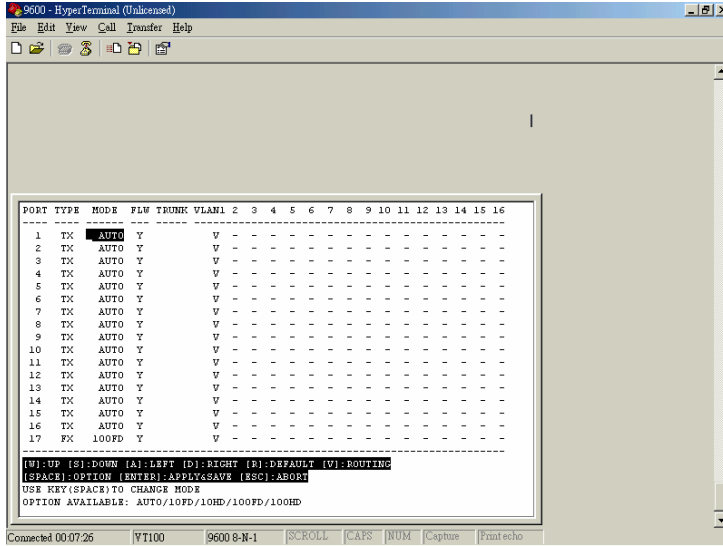 9600 - HyperTerminal (Unlicensed)
File Edit View Call Transfer Help
PORT TYPE MODE FLW TRUNK VLAN1 2 3 4 5 6 7 8 9 10 11 12 13 14 15 16
---- ---- ------ --- ----- ----------------------------------------
1 TX AUTO Y V - - - - - - - - - - - - - - -
2 TX AUTO Y V - - - - - - - - - - - - - - -
3 TX AUTO Y V - - - - - - - - - - - - - - -
4 TX AUTO Y V - - - - - - - - - - - - - - -
5 TX AUTO Y V - - - - - - - - - - - - - - -
6 TX AUTO Y V - - - - - - - - - - - - - - -
7 TX AUTO Y V - - - - - - - - - - - - - - -
8 TX AUTO Y V - - - - - - - - - - - - - - -
9 TX AUTO Y V - - - - - - - - - - - - - - -
10 TX AUTO Y V - - - - - - - - - - - - - - -
11 TX AUTO Y V - - - - - - - - - - - - - - -
12 TX AUTO Y V - - - - - - - - - - - - - - -
13 TX AUTO Y V - - - - - - - - - - - - - - -
14 TX AUTO Y V - - - - - - - - - - - - - - -
15 TX AUTO Y V - - - - - - - - - - - - - - -
16 TX AUTO Y V - - - - - - - - - - - - - - -
17 FX 100FD Y V - - - - - - - - - - - - - - -
[W]:UP [S]:DOWN [A]:LEFT [D]:RIGHT [R]:DEFAULT [V]:ROUTING
[SPACE]:OPTION [ENTER]:APPLY&SAVE [ESC]:ABORT
USE KEY(SPACE)TO CHANGE MODE
OPTION AVAILABLE: AUTO/10FD/10HD/100FD/100HD
Connected 00:07:26 VT100 9600 8-N-1 SCROLL CAPS NUM Capture Print echo